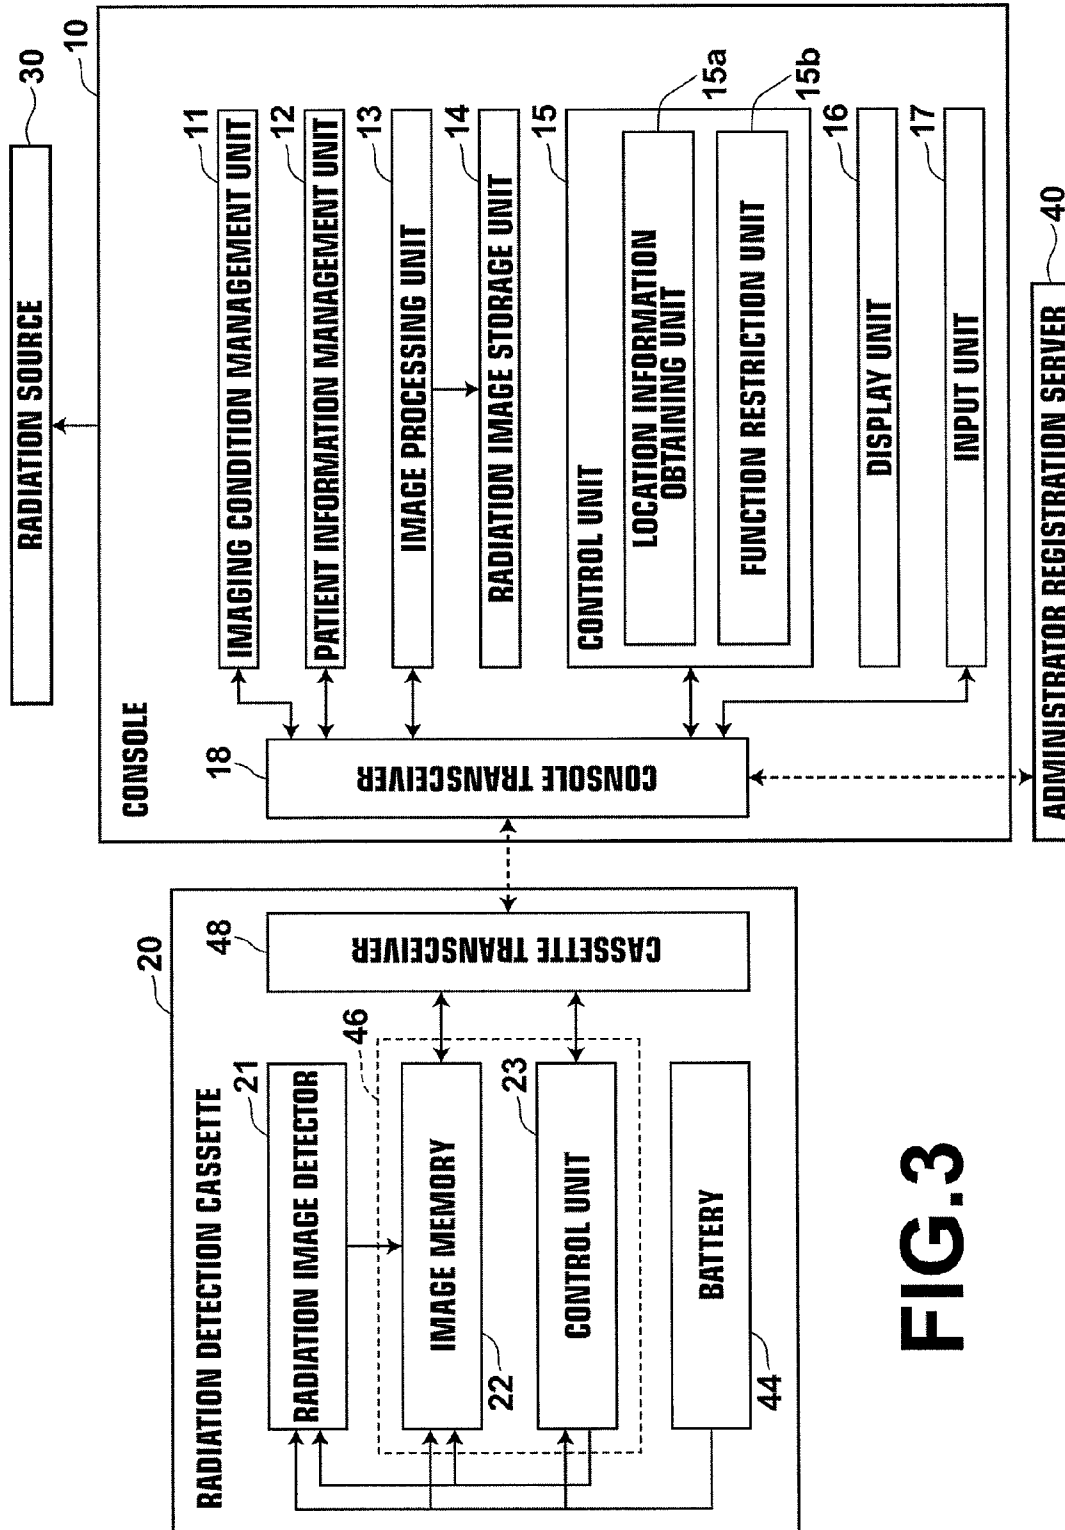 RADIATION DETECTION CASSETTE
20
RADIATION IMAGE DETECTOR
21
46
IMAGE MEMORY
22
CONTROL UNIT
23
BATTERY
44
CASSETTE TRANSCEIVER
48
RADIATION SOURCE
30
CONSOLE
10
CONSOLE TRANSCEIVER
18
IMAGING CONDITION MANAGEMENT UNIT
11
PATIENT INFORMATION MANAGEMENT UNIT
12
IMAGE PROCESSING UNIT
13
RADIATION IMAGE STORAGE UNIT
14
CONTROL UNIT
15
LOCATION INFORMATION
OBTAINING UNIT
15a
FUNCTION RESTRICTION UNIT
15b
DISPLAY UNIT
16
INPUT UNIT
17
ADMINISTRATOR REGISTRATION SERVER
40
FIG.3